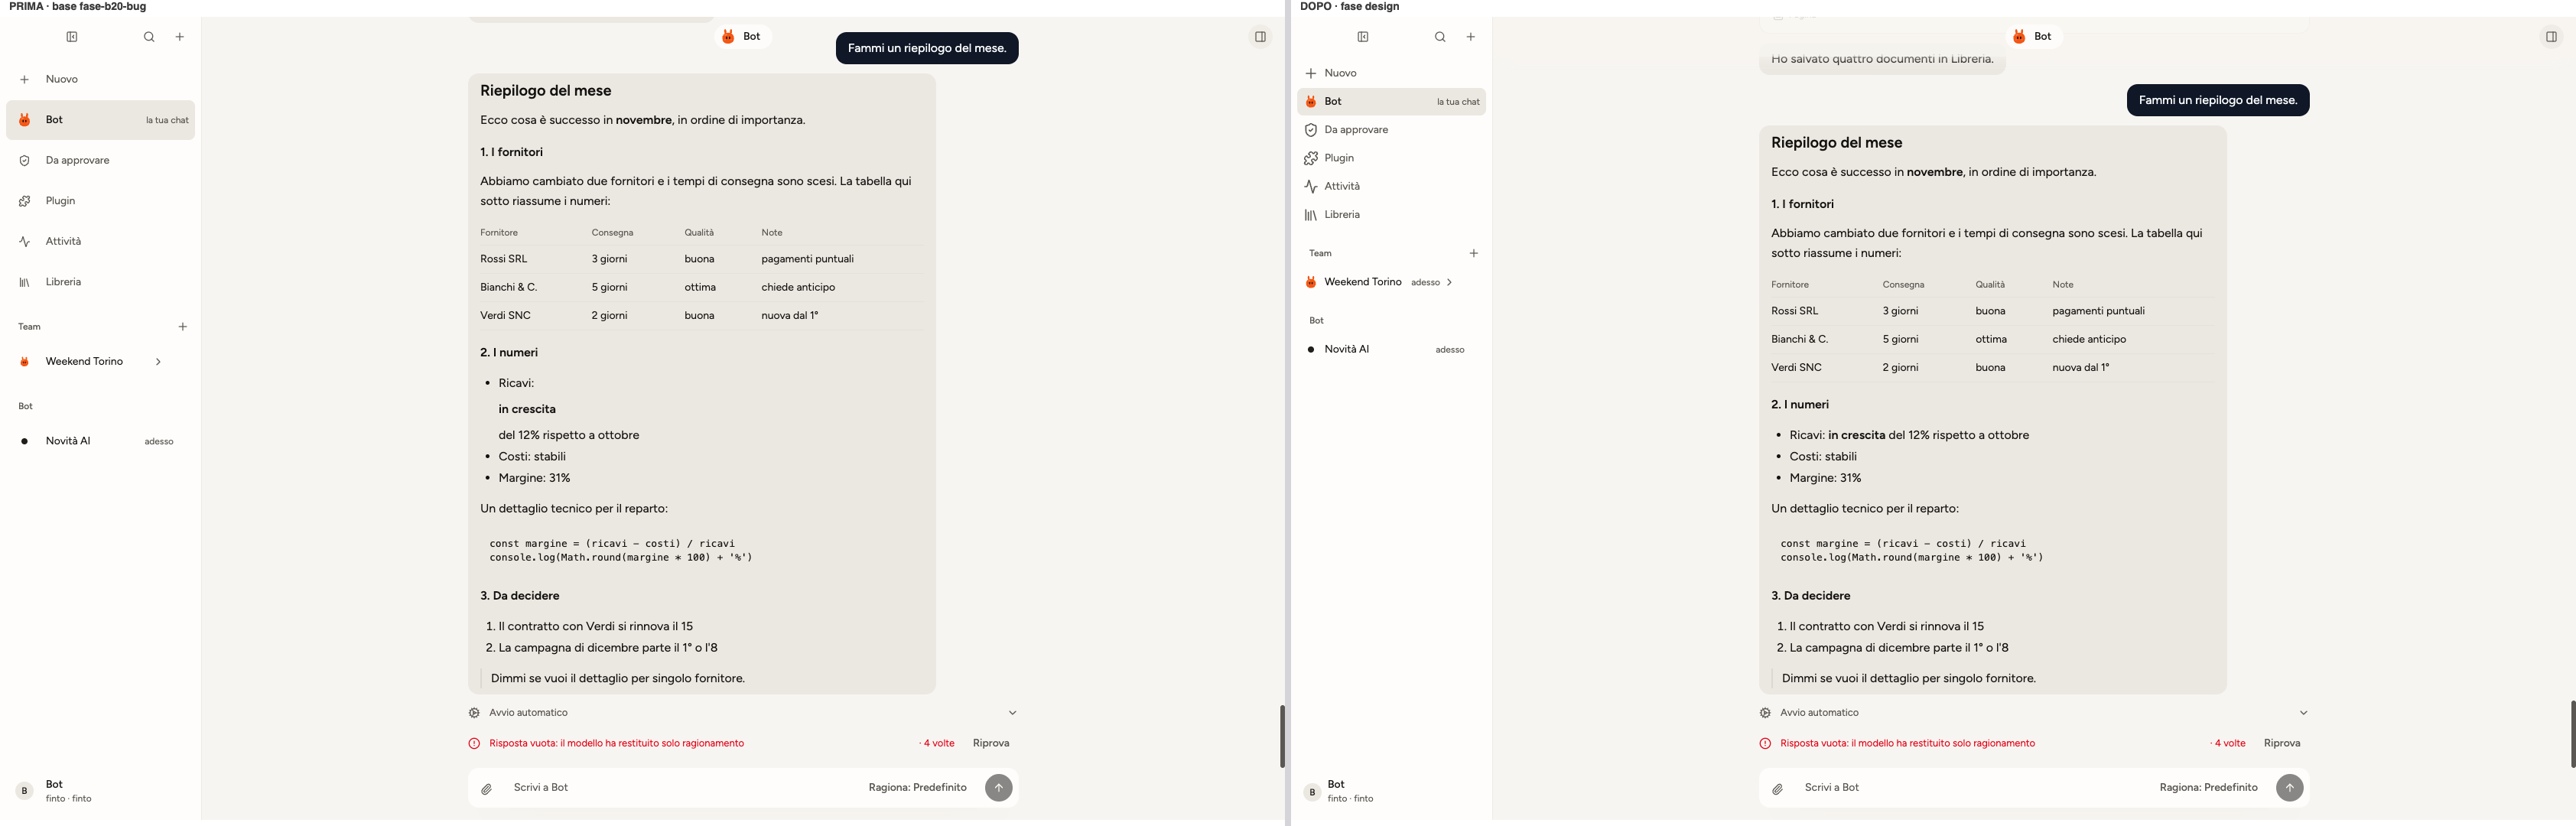 PRIMA · base fase-b20-bug
Bot
Fammi un riepilogo del mese.
Nuovo
Bot la tua chat
Da approvare
Plugin
Attività
Libreria
Team
Weekend Torino
Bot
Novità AI adesso
B Bot
finto · finto
Riepilogo del mese
Ecco cosa è successo in novembre, in ordine di importanza.
1. I fornitori
Abbiamo cambiato due fornitori e i tempi di consegna sono scesi. La tabella qui
sotto riassume i numeri:
Fornitore Consegna Qualità Note
Rossi SRL 3 giorni buona pagamenti puntuali
Bianchi & C. 5 giorni ottima chiede anticipo
Verdi SNC 2 giorni buona nuova dal 1°
2. I numeri
• Ricavi:
in crescita
del 12% rispetto a ottobre
• Costi: stabili
• Margine: 31%
Un dettaglio tecnico per il reparto:
const margine = (ricavi − costi) / ricavi
console.log(Math.round(margine * 100) + '%')
3. Da decidere
1. Il contratto con Verdi si rinnova il 15
2. La campagna di dicembre parte il 1° o l'8
Dimmi se vuoi il dettaglio per singolo fornitore.
Avvio automatico
Risposta vuota: il modello ha restituito solo ragionamento · 4 volte Riprova
Scrivi a Bot Ragiona: Predefinito
DOPO · fase design
Bot
Nuovo
Bot la tua chat
Da approvare
Plugin
Attività
Libreria
Team
Weekend Torino adesso
Bot
Novità AI adesso
B Bot
finto · finto
Ho salvato quattro documenti in Libreria.
Fammi un riepilogo del mese.
Riepilogo del mese
Ecco cosa è successo in novembre, in ordine di importanza.
1. I fornitori
Abbiamo cambiato due fornitori e i tempi di consegna sono scesi. La tabella qui
sotto riassume i numeri:
Fornitore Consegna Qualità Note
Rossi SRL 3 giorni buona pagamenti puntuali
Bianchi & C. 5 giorni ottima chiede anticipo
Verdi SNC 2 giorni buona nuova dal 1°
2. I numeri
• Ricavi: in crescita del 12% rispetto a ottobre
• Costi: stabili
• Margine: 31%
Un dettaglio tecnico per il reparto:
const margine = (ricavi − costi) / ricavi
console.log(Math.round(margine * 100) + '%')
3. Da decidere
1. Il contratto con Verdi si rinnova il 15
2. La campagna di dicembre parte il 1° o l'8
Dimmi se vuoi il dettaglio per singolo fornitore.
Avvio automatico
Risposta vuota: il modello ha restituito solo ragionamento · 4 volte Riprova
Scrivi a Bot Ragiona: Predefinito